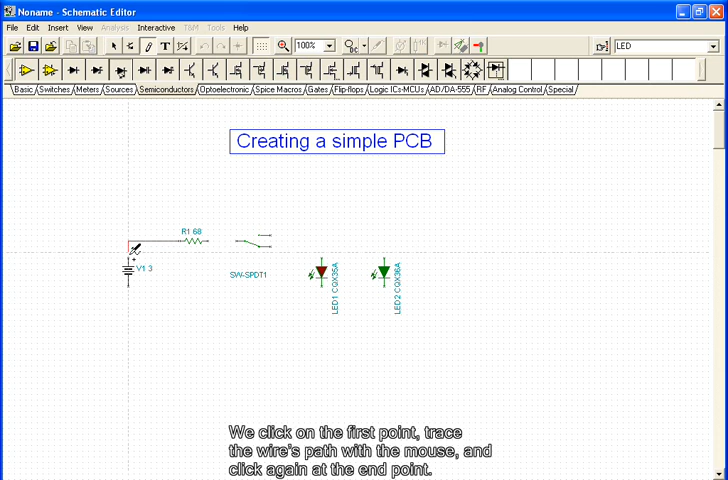 Noname - Schematic Editor
File Edit Insert View Analysis Interactive T&M Tools Help
100% LED
Basic Switches Meters Sources Semiconductors Optoelectronic Spice Macros Gates Flip-flops Logic ICs-MCUs AD/DA-555 RF Analog Control Special
Creating a simple PCB
R1 68
V1 3
SW-SPDT1
LED1 CQX35A
LED2 CQX36A
We click on the first point, trace
the wire's path with the mouse, and
click again at the end point.